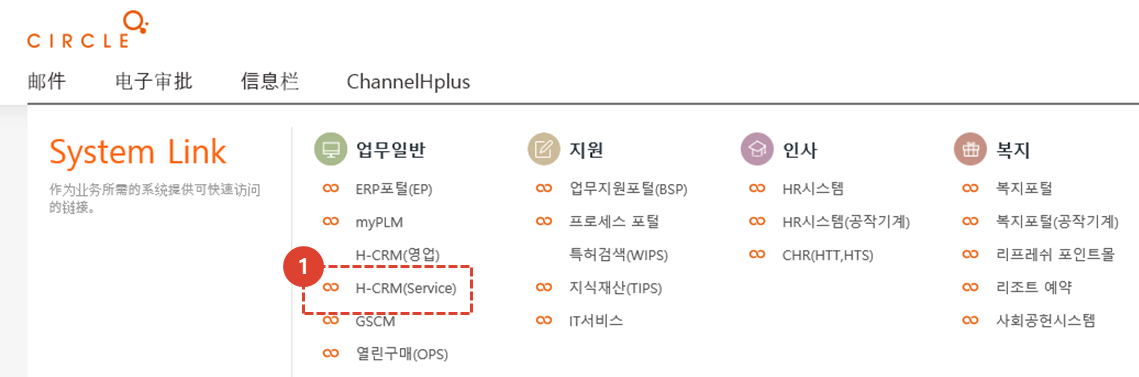 CIRCLE
邮件 电子审批 信息栏 ChannelHplus
System Link
作为业务所需的系统提供可快速访问
的链接。
업무일반
ERP포털(EP)
myPLM
H-CRM(영업)
1
H-CRM(Service)
GSCM
열린구매(OPS)
지원
업무지원포털(BSP)
프로세스 포털
특허검색(WIPS)
지식재산(TIPS)
IT서비스
인사
HR시스템
HR시스템(공작기계)
CHR(HTT,HTS)
복지
복지포털
복지포털(공작기계)
리프레쉬 포인트몰
리조트 예약
사회공헌시스템